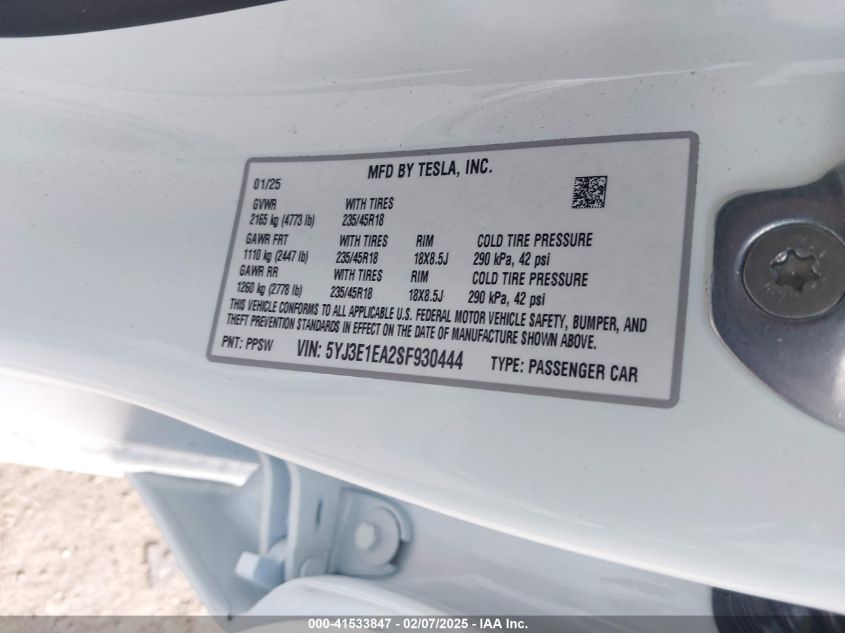 MFD BY TESLA, INC.
01/25
GVWR WITH TIRES
2165 kg (4773 lb) 235/45R18
GAWR FRT WITH TIRES RIM COLD TIRE PRESSURE
1110 kg (2447 lb) 235/45R18 18X8.5J 290 kPa, 42 psi
GAWR RR WITH TIRES RIM COLD TIRE PRESSURE
1260 kg (2778 lb) 235/45R18 18X8.5J 290 kPa, 42 psi
THIS VEHICLE CONFORMS TO ALL APPLICABLE U.S. FEDERAL MOTOR VEHICLE SAFETY, BUMPER, AND
THEFT PREVENTION STANDARDS IN EFFECT ON THE DATE OF MANUFACTURE SHOWN ABOVE.
PNT: PPSW VIN: 5YJ3E1EA2SF930444 TYPE: PASSENGER CAR
000-41533847 - 02/07/2025 - IAA Inc.